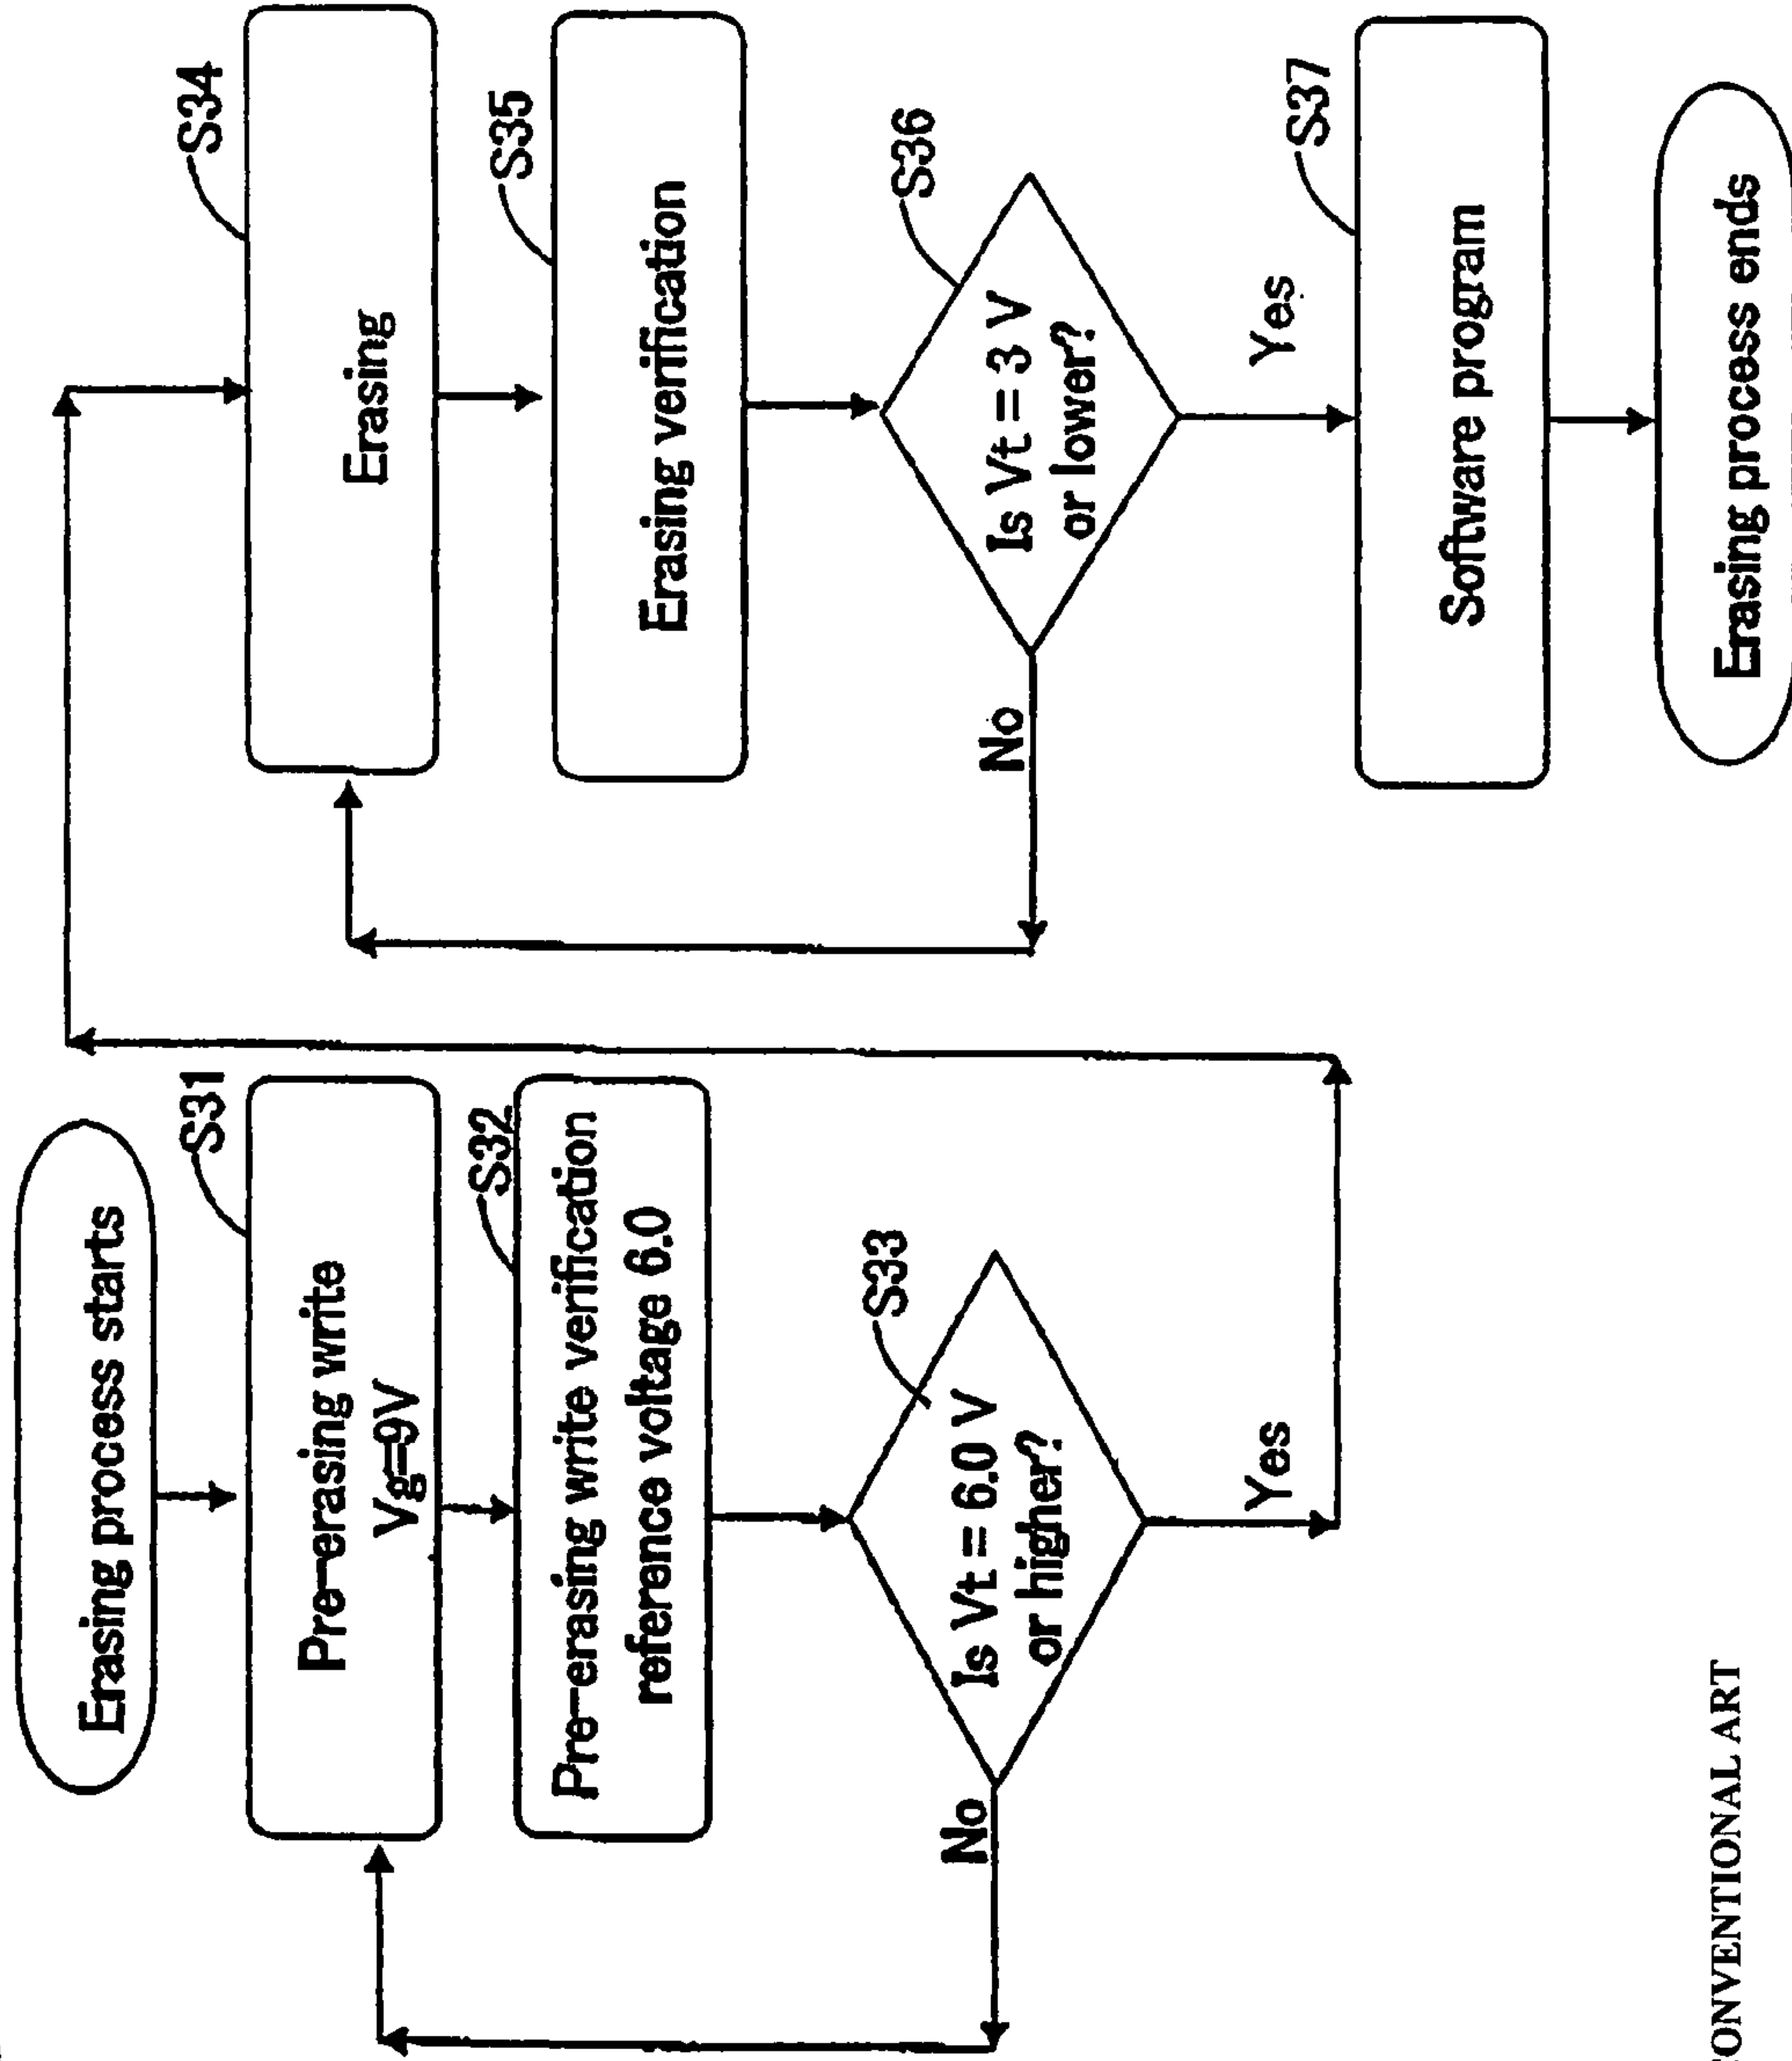 Erasing process starts
S31
Pre-erasing write
Vg=9V
S32
Pre-erasing write verification
reference voltage 6.0
S33
Is Vt = 6.0 V
or higher?
No
Yes
S34
Erasing
S35
Erasing verification
S36
Is Vt = 3 V
or lower?
No
Yes
S37
Software program
Erasing process ends
ONVENTIONAL ART